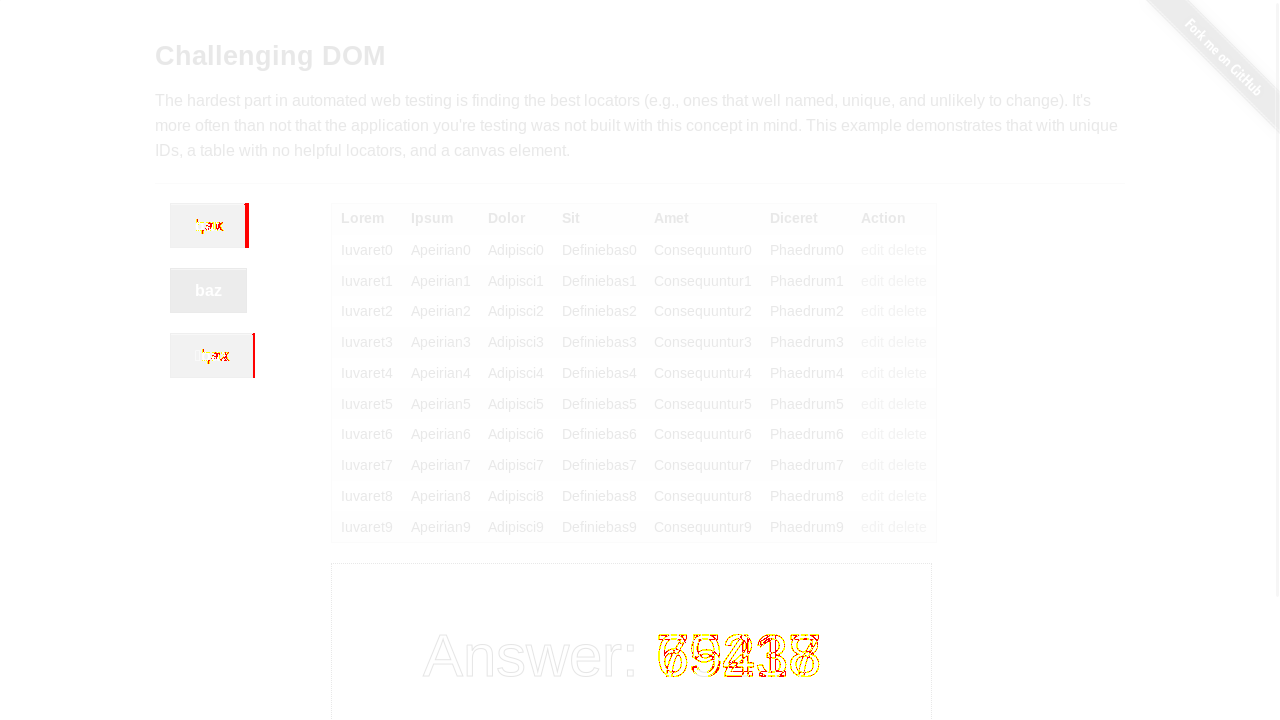 Fork me on GitHub
Challenging DOM
The hardest part in automated web testing is finding the best locators (e.g., ones that well named, unique, and unlikely to change). It's
more often than not that the application you're testing was not built with this concept in mind. This example demonstrates that with unique
IDs, a table with no helpful locators, and a canvas element.
baz
Lorem Ipsum Dolor Sit Amet Diceret Action
Iuvaret0 Apeirian0 Adipisci0 Definiebas0 Consequuntur0 Phaedrum0 edit delete
Iuvaret1 Apeirian1 Adipisci1 Definiebas1 Consequuntur1 Phaedrum1 edit delete
Iuvaret2 Apeirian2 Adipisci2 Definiebas2 Consequuntur2 Phaedrum2 edit delete
Iuvaret3 Apeirian3 Adipisci3 Definiebas3 Consequuntur3 Phaedrum3 edit delete
Iuvaret4 Apeirian4 Adipisci4 Definiebas4 Consequuntur4 Phaedrum4 edit delete
Iuvaret5 Apeirian5 Adipisci5 Definiebas5 Consequuntur5 Phaedrum5 edit delete
Iuvaret6 Apeirian6 Adipisci6 Definiebas6 Consequuntur6 Phaedrum6 edit delete
Iuvaret7 Apeirian7 Adipisci7 Definiebas7 Consequuntur7 Phaedrum7 edit delete
Iuvaret8 Apeirian8 Adipisci8 Definiebas8 Consequuntur8 Phaedrum8 edit delete
Iuvaret9 Apeirian9 Adipisci9 Definiebas9 Consequuntur9 Phaedrum9 edit delete
Answer: